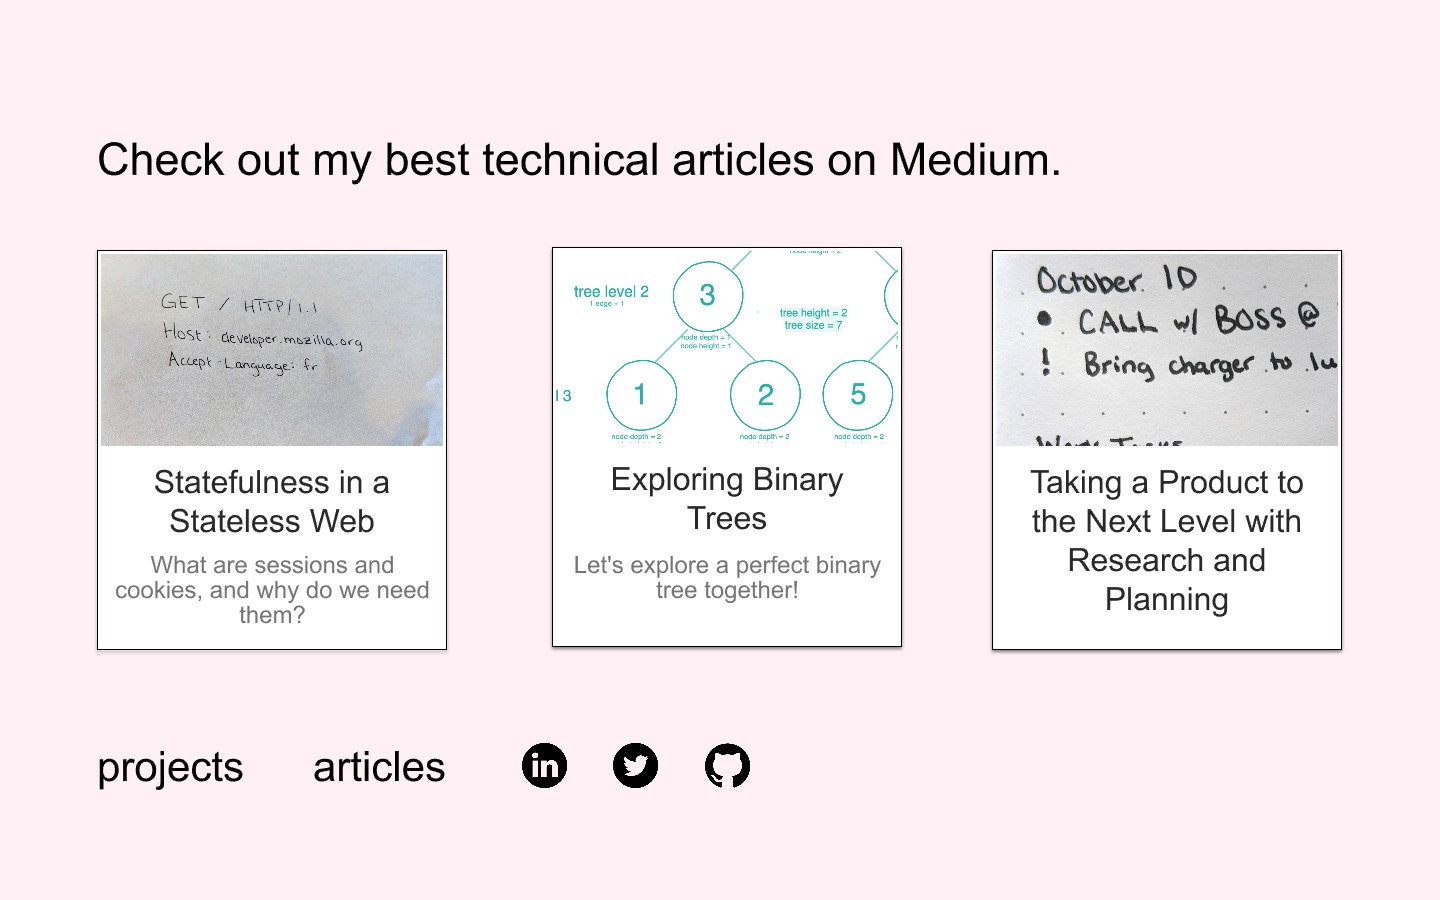 Check out my best technical articles on Medium.
GET / HTTP/1.1
Host: developer.mozilla.org
Accept-Language: fr
Statefulness in a
Stateless Web
What are sessions and
cookies, and why do we need
them?
tree level 2
1 edge + 1
3
tree height = 2
tree size = 7
node depth = 1
node height = 1
l 3
1
2
5
node depth = 2
node depth = 2
node depth = 2
Exploring Binary
Trees
Let's explore a perfect binary
tree together!
October 10
CALL w/ BOSS @
! Bring charger to lu
Taking a Product to
the Next Level with
Research and
Planning
projects
articles
in